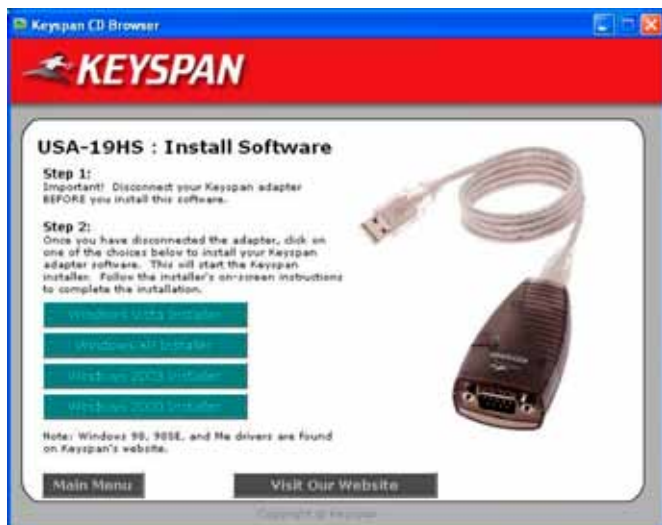 Keyspan CD Browser
KEYSPAN
USA-19HS : Install Software
Step 1:
Important! Disconnect your Keyspan adapter
BEFORE you install this software.
Step 2:
Once you have disconnected the adapter, click on
one of the choices below to install your Keyspan
adapter software. This will start the Keyspan
installer. Follow the installer's on-screen instructions
to complete the installation.
Windows Vista Installer
Windows XP Installer
Windows 2003 Installer
Windows 2000 Installer
Note: Windows 98, 98SE, and Me drivers are found
on Keyspan's website.
Main Menu
Visit Our Website
Copyright © Keyspan